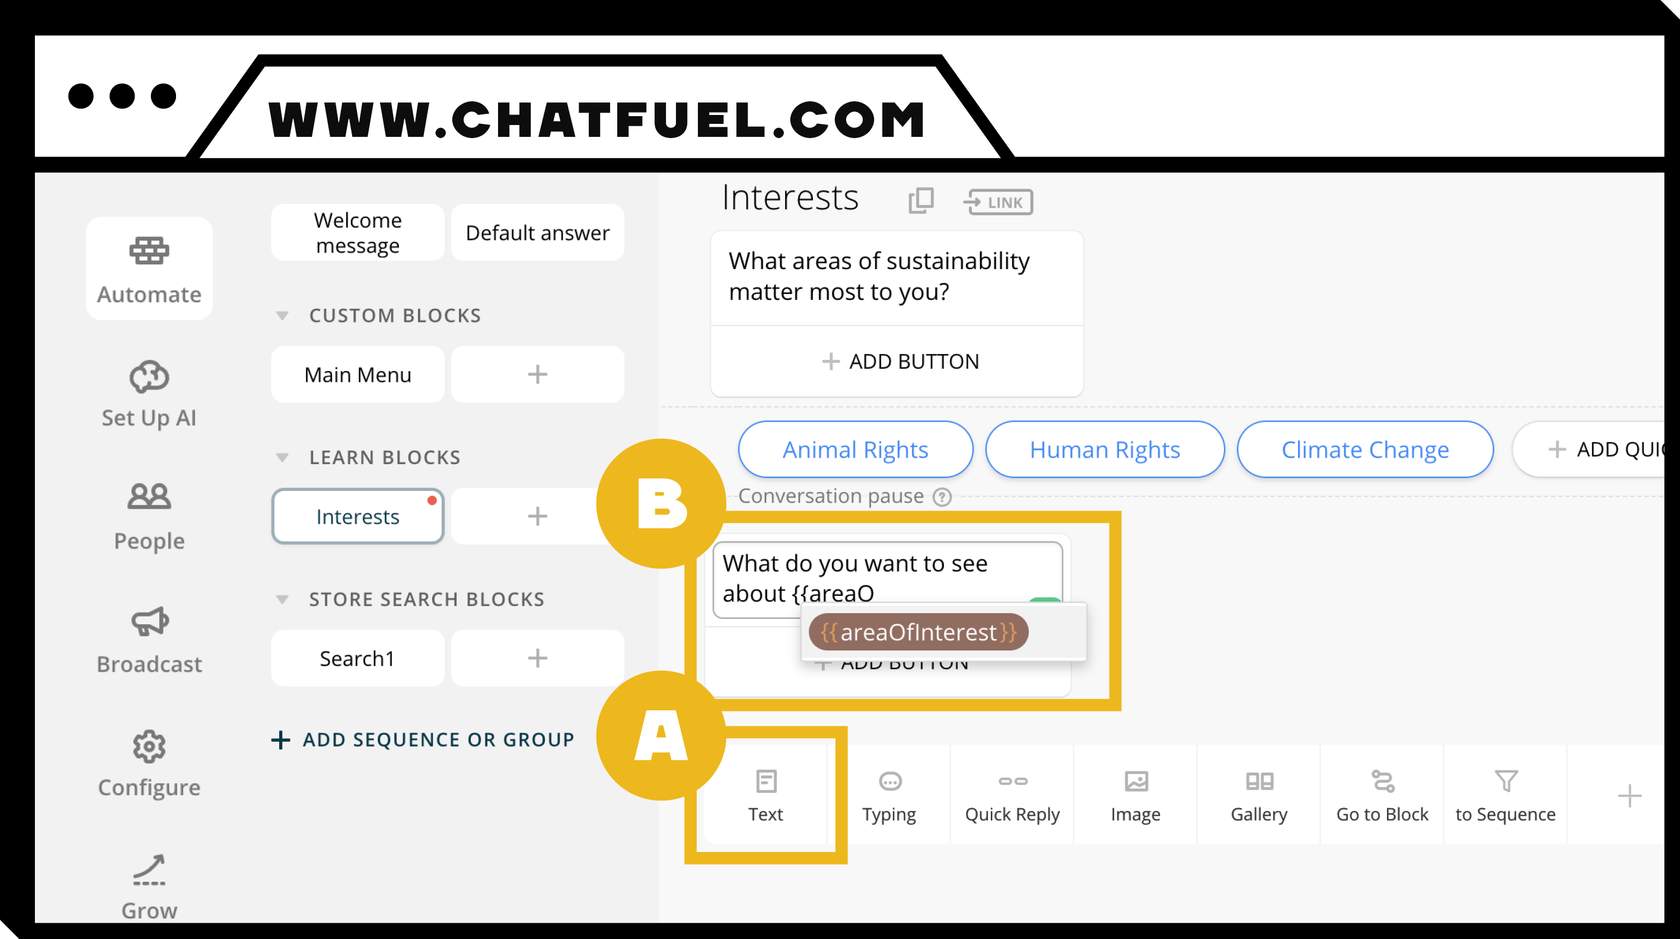 WWW.CHATFUEL.COM
Automate
Set Up AI
People
Broadcast
Configure
Grow
Welcome
message
Default answer
CUSTOM BLOCKS
Main Menu
+
LEARN BLOCKS
Interests
+
STORE SEARCH BLOCKS
Search1
+
+ ADD SEQUENCE OR GROUP
Interests
LINK
What areas of sustainability
matter most to you?
+ ADD BUTTON
Animal Rights
Human Rights
Climate Change
+ ADD QUIC
Conversation pause ?
B
What do you want to see
about {{areaO
{{areaOfInterest}}
+ ADD BUTTON
A
Text
Typing
Quick Reply
Image
Gallery
Go to Block
to Sequence
+